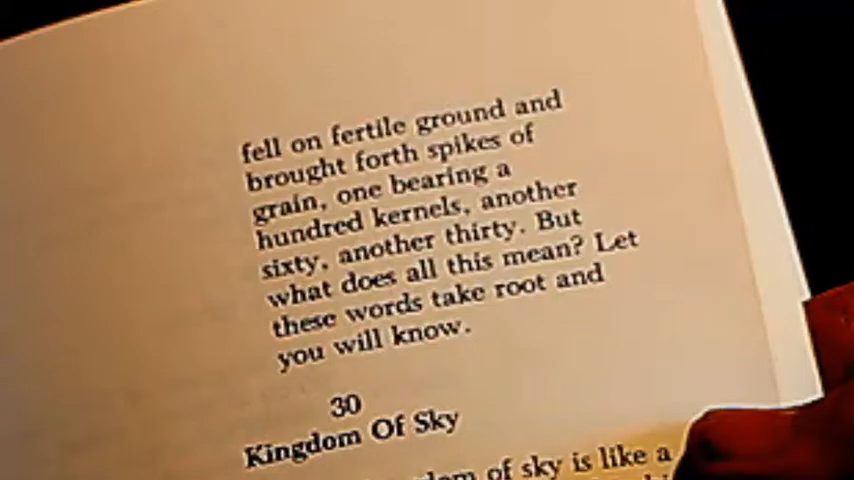 fell on fertile ground and
brought forth spikes of
grain, one bearing a
hundred kernels, another
sixty, another thirty. But
what does all this mean? Let
these words take root and
you will know.
30
Kingdom Of Sky
of sky is like a